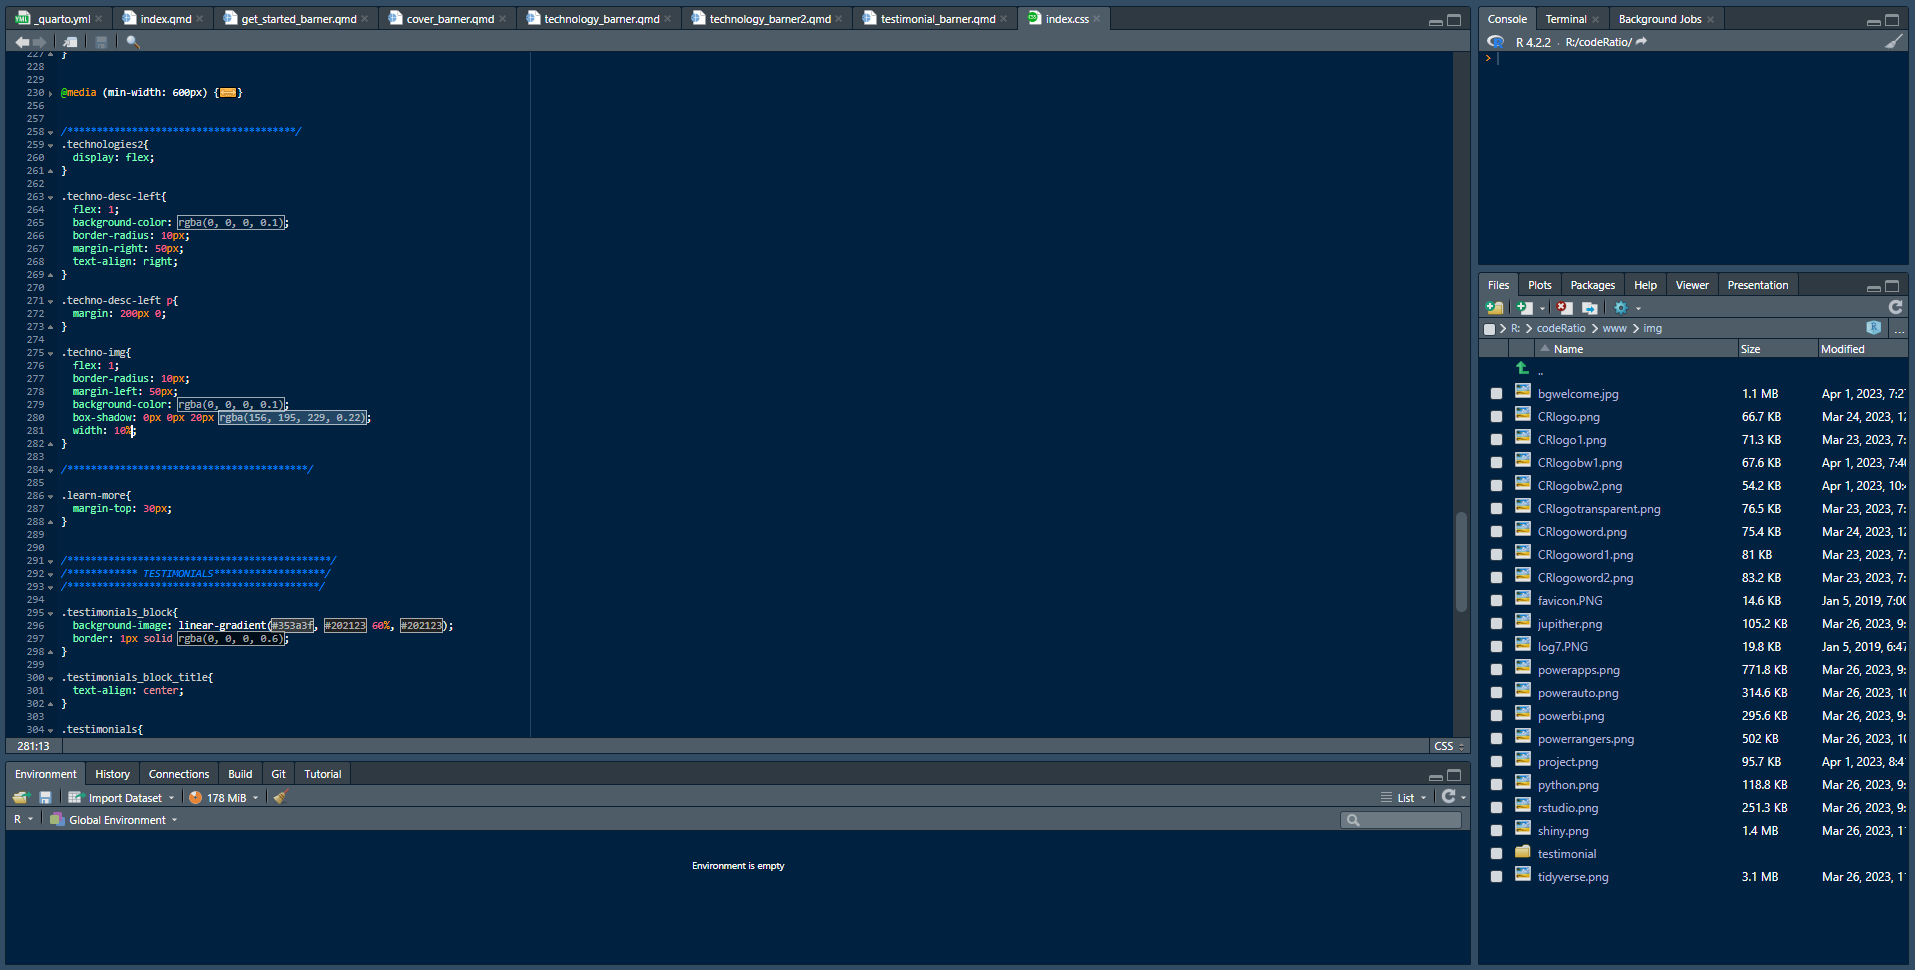 _quarto.yml
index.qmd
get_started_barner.qmd
cover_barner.qmd
technology_barner.qmd
technology_barner2.qmd
testimonial_barner.qmd
index.css
227 }
228
229
230 @media (min-width: 600px) {}
256
257
258 /***************************************/
259 .technologies2{
260 display: flex;
261 }
262
263 .techno-desc-left{
264 flex: 1;
265 background-color: rgba(0, 0, 0, 0.1);
266 border-radius: 10px;
267 margin-right: 50px;
268 text-align: right;
269 }
270
271 .techno-desc-left p{
272 margin: 200px 0;
273 }
274
275 .techno-img{
276 flex: 1;
277 border-radius: 10px;
278 margin-left: 50px;
279 background-color: rgba(0, 0, 0, 0.1);
280 box-shadow: 0px 0px 20px rgba(156, 195, 229, 0.22);
281 width: 10%;
282 }
283
284 /*****************************************/
285
286 .learn-more{
287 margin-top: 30px;
288 }
289
290
291 /*********************************************/
292 /************ TESTIMONIALS*******************/
293 /*******************************************/
294
295 .testimonials_block{
296 background-image: linear-gradient(#353a3f, #202123 60%, #202123);
297 border: 1px solid rgba(0, 0, 0, 0.6);
298 }
299
300 .testimonials_block_title{
301 text-align: center;
302 }
303
304 .testimonials{
281:13
CSS
Environment History Connections Build Git Tutorial
Import Dataset 178 MiB List
R Global Environment
Environment is empty
Console Terminal Background Jobs
R 4.2.2 · R:/codeRatio/
>
Files Plots Packages Help Viewer Presentation
R: codeRatio www img ...
Name Size Modified
..
bgwelcome.jpg 1.1 MB Apr 1, 2023, 7:2
CRlogo.png 66.7 KB Mar 24, 2023, 12
CRlogo1.png 71.3 KB Mar 23, 2023, 7:
CRlogobw1.png 67.6 KB Apr 1, 2023, 7:4
CRlogobw2.png 54.2 KB Apr 1, 2023, 10:
CRlogotransparent.png 76.5 KB Mar 23, 2023, 7:
CRlogoword.png 75.4 KB Mar 24, 2023, 12
CRlogoword1.png 81 KB Mar 23, 2023, 7:
CRlogoword2.png 83.2 KB Mar 23, 2023, 7:
favicon.PNG 14.6 KB Jan 5, 2019, 7:00
jupither.png 105.2 KB Mar 26, 2023, 9:
log7.PNG 19.8 KB Jan 5, 2019, 6:47
powerapps.png 771.8 KB Mar 26, 2023, 9:
powerauto.png 314.6 KB Mar 26, 2023, 10
powerbi.png 295.6 KB Mar 26, 2023, 9:
powerrangers.png 502 KB Mar 26, 2023, 10
project.png 95.7 KB Apr 1, 2023, 8:4
python.png 118.8 KB Mar 26, 2023, 9:
rstudio.png 251.3 KB Mar 26, 2023, 9:
shiny.png 1.4 MB Mar 26, 2023, 1
testimonial
tidyverse.png 3.1 MB Mar 26, 2023, 1